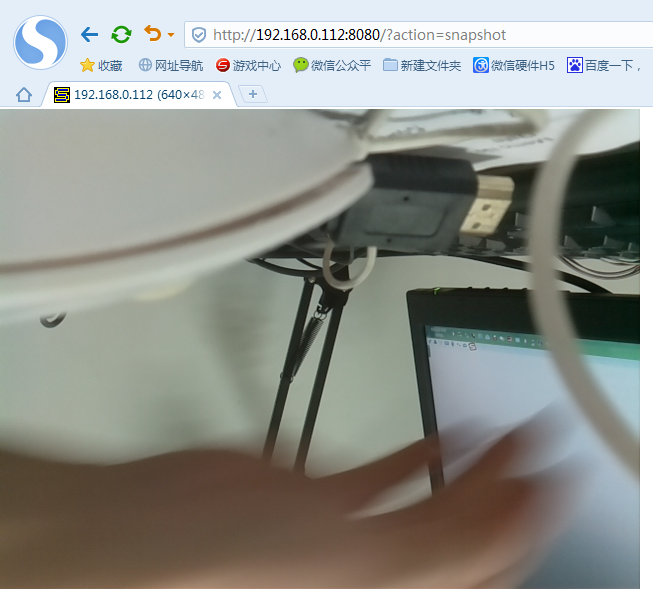 http://192.168.0.112:8080/?action=snapshot
收藏 网址导航 游戏中心 微信公众平 新建文件夹 微信硬件H5 百度一下，
192.168.0.112 (640×48